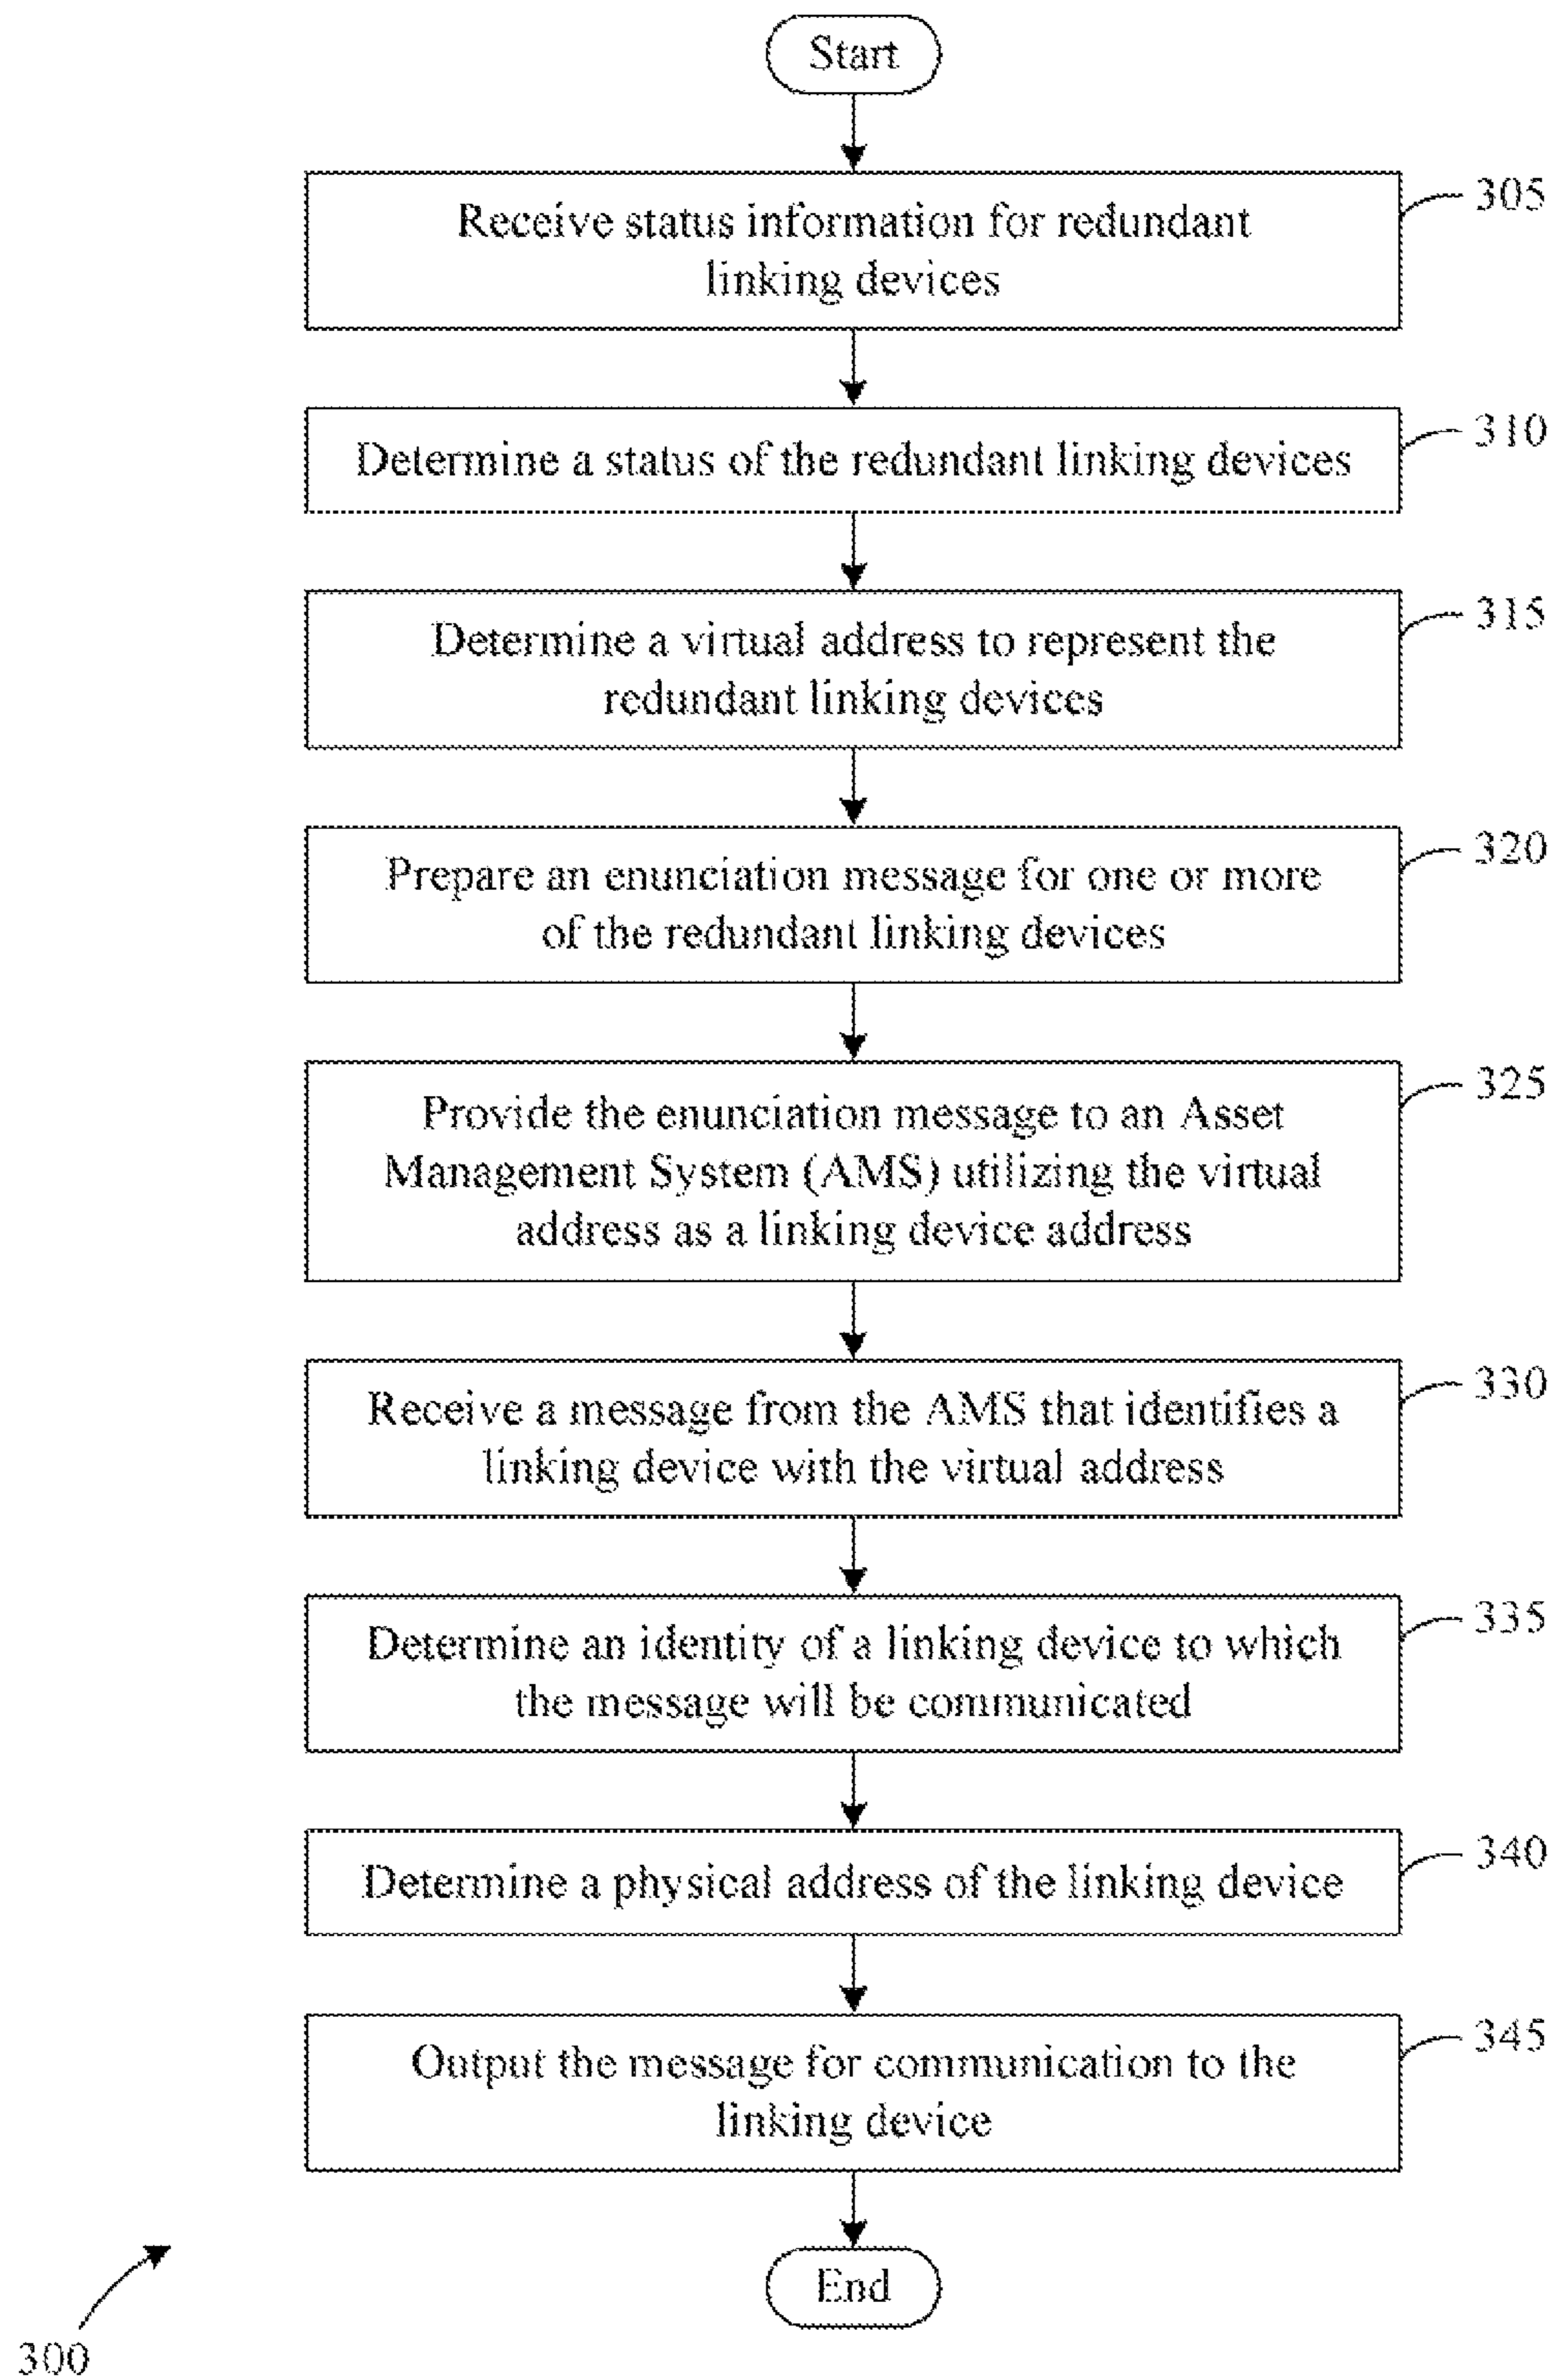 Start
Receive status information for redundant
linking devices
305
Determine a status of the redundant linking devices
310
Determine a virtual address to represent the
redundant linking devices
315
Prepare an enunciation message for one or more
of the redundant linking devices
320
Provide the enunciation message to an Asset
Management System (AMS) utilizing the virtual
address as a linking device address
325
Receive a message from the AMS that identifies a
linking device with the virtual address
330
Determine an identity of a linking device to which
the message will be communicated
335
Determine a physical address of the linking device
340
Output the message for communication to the
linking device
345
End
300